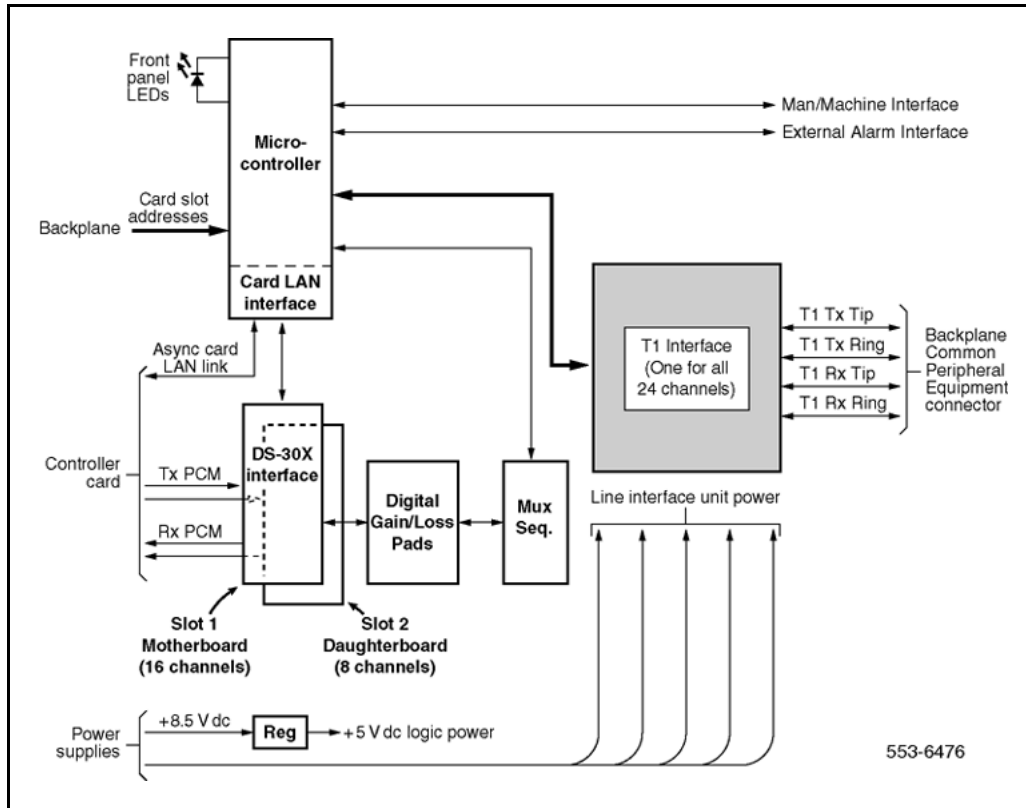 Front
panel
LEDs
Micro-
controller
Man/Machine Interface
External Alarm Interface
Card slot
addresses
Backplane
Card LAN
interface
Async card
LAN link
T1 Interface
(One for all
24 channels)
T1 Tx Tip
T1 Tx Ring
T1 Rx Tip
T1 Rx Ring
Backplane
Common
Peripheral
Equipment
connector
Controller
card
Tx PCM
Rx PCM
DS-30X
interface
Digital
Gain/Loss
Pads
Mux
Seq.
Line interface unit power
Slot 1
Motherboard
(16 channels)
Slot 2
Daughterboard
(8 channels)
Power
supplies
+8.5 V dc
Reg
+5 V dc logic power
553-6476